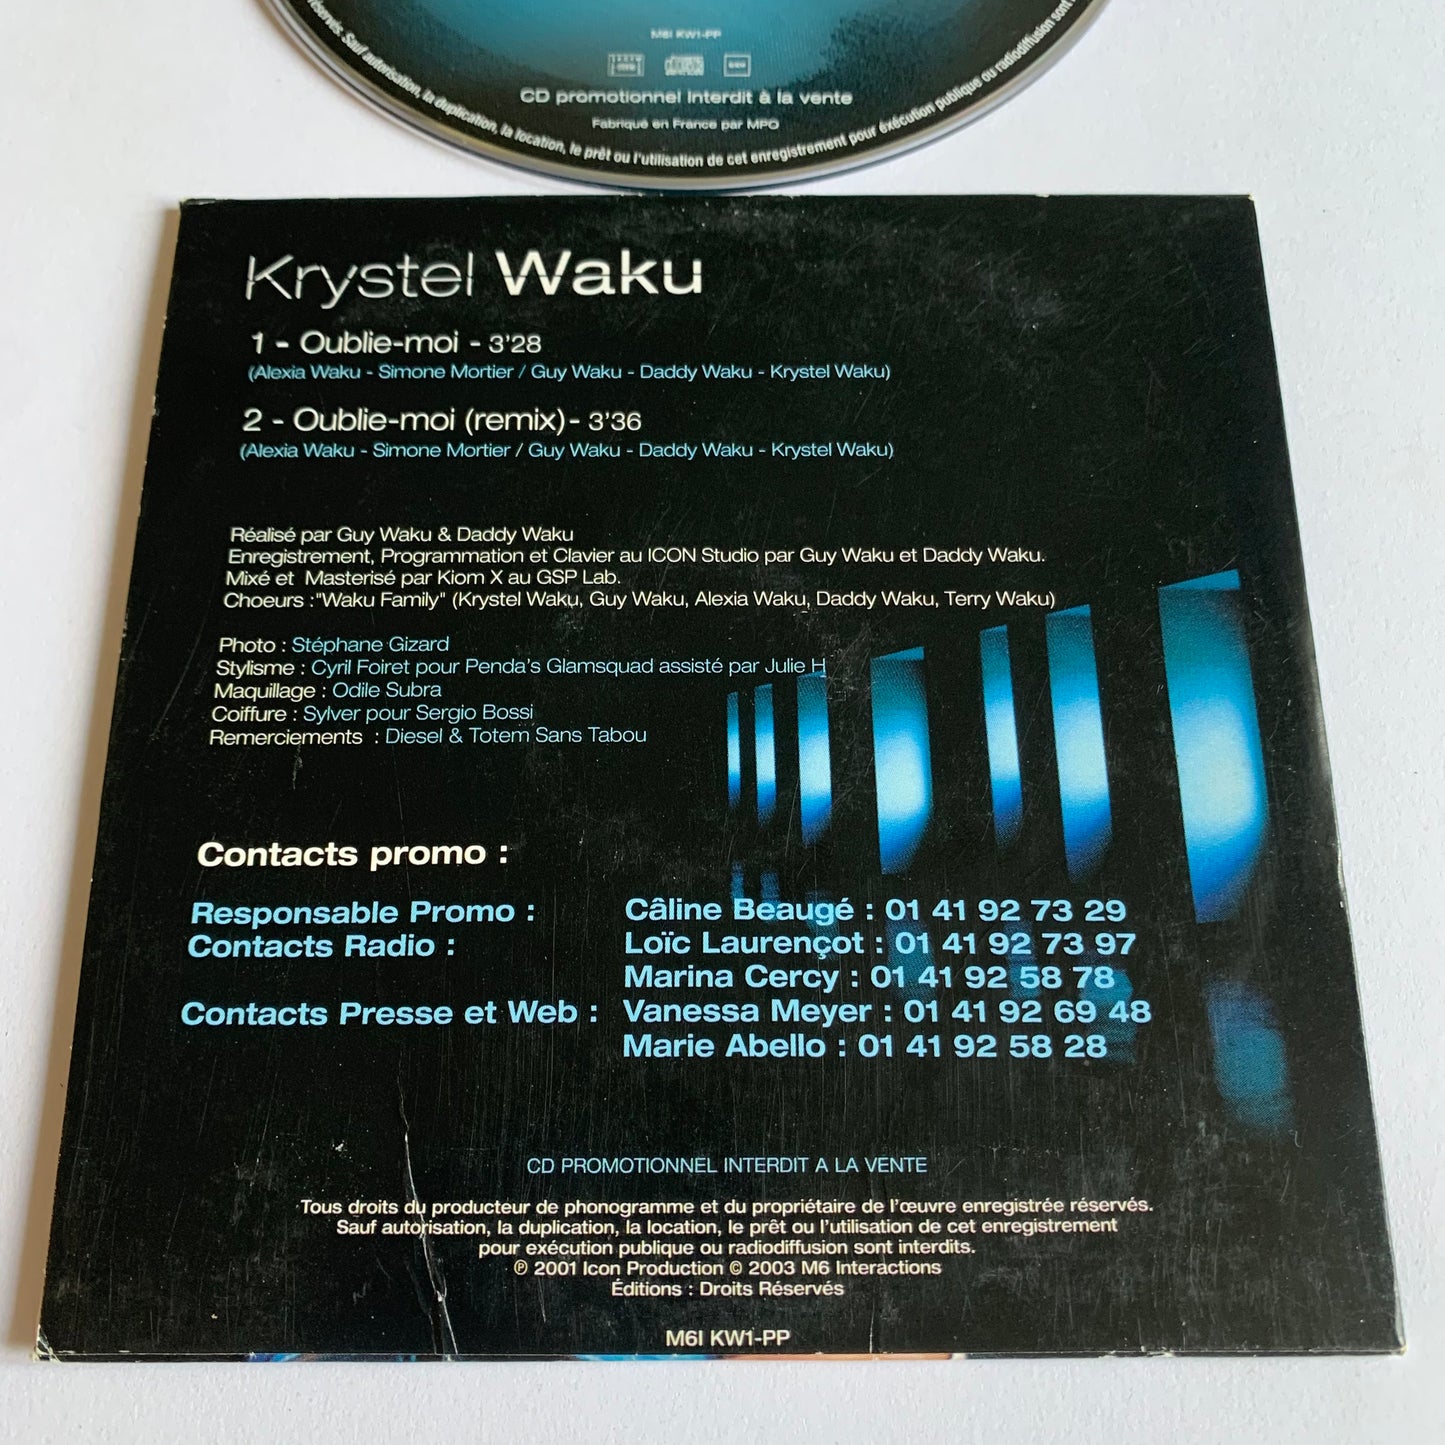 M6I KW1-PP
CD promotionnel Interdit à la vente
Fabriqué en France par MPO
réservés. Sauf autorisation, la duplication, la location, le prêt ou l'utilisation de cet enregistrement pour éxécution publique ou radiodiffusion sont
Krystel Waku
1 - Oublie-moi - 3'28
(Alexia Waku - Simone Mortier / Guy Waku - Daddy Waku - Krystel Waku)
2 - Oublie-moi (remix)- 3'36
(Alexia Waku - Simone Mortier / Guy Waku - Daddy Waku - Krystel Waku)
Réalisé par Guy Waku & Daddy Waku
Enregistrement, Programmation et Clavier au ICON Studio par Guy Waku et Daddy Waku.
Mixé et Masterisé par Kiom X au GSP Lab.
Choeurs :"Waku Family" (Krystel Waku, Guy Waku, Alexia Waku, Daddy Waku, Terry Waku)
Photo : Stéphane Gizard
Stylisme : Cyril Foiret pour Penda's Glamsquad assisté par Julie H
Maquillage : Odile Subra
Coiffure : Sylver pour Sergio Bossi
Remerciements : Diesel & Totem Sans Tabou
Contacts promo :
Responsable Promo : Câline Beaugé : 01 41 92 73 29
Contacts Radio : Loïc Laurençot : 01 41 92 73 97
Marina Cercy : 01 41 92 58 78
Contacts Presse et Web : Vanessa Meyer : 01 41 92 69 48
Marie Abello : 01 41 92 58 28
CD PROMOTIONNEL INTERDIT A LA VENTE
Tous droits du producteur de phonogramme et du propriétaire de l'œuvre enregistrée réservés.
Sauf autorisation, la duplication, la location, le prêt ou l'utilisation de cet enregistrement
pour exécution publique ou radiodiffusion sont interdits.
℗ 2001 Icon Production © 2003 M6 Interactions
Éditions : Droits Réservés
M6I KW1-PP